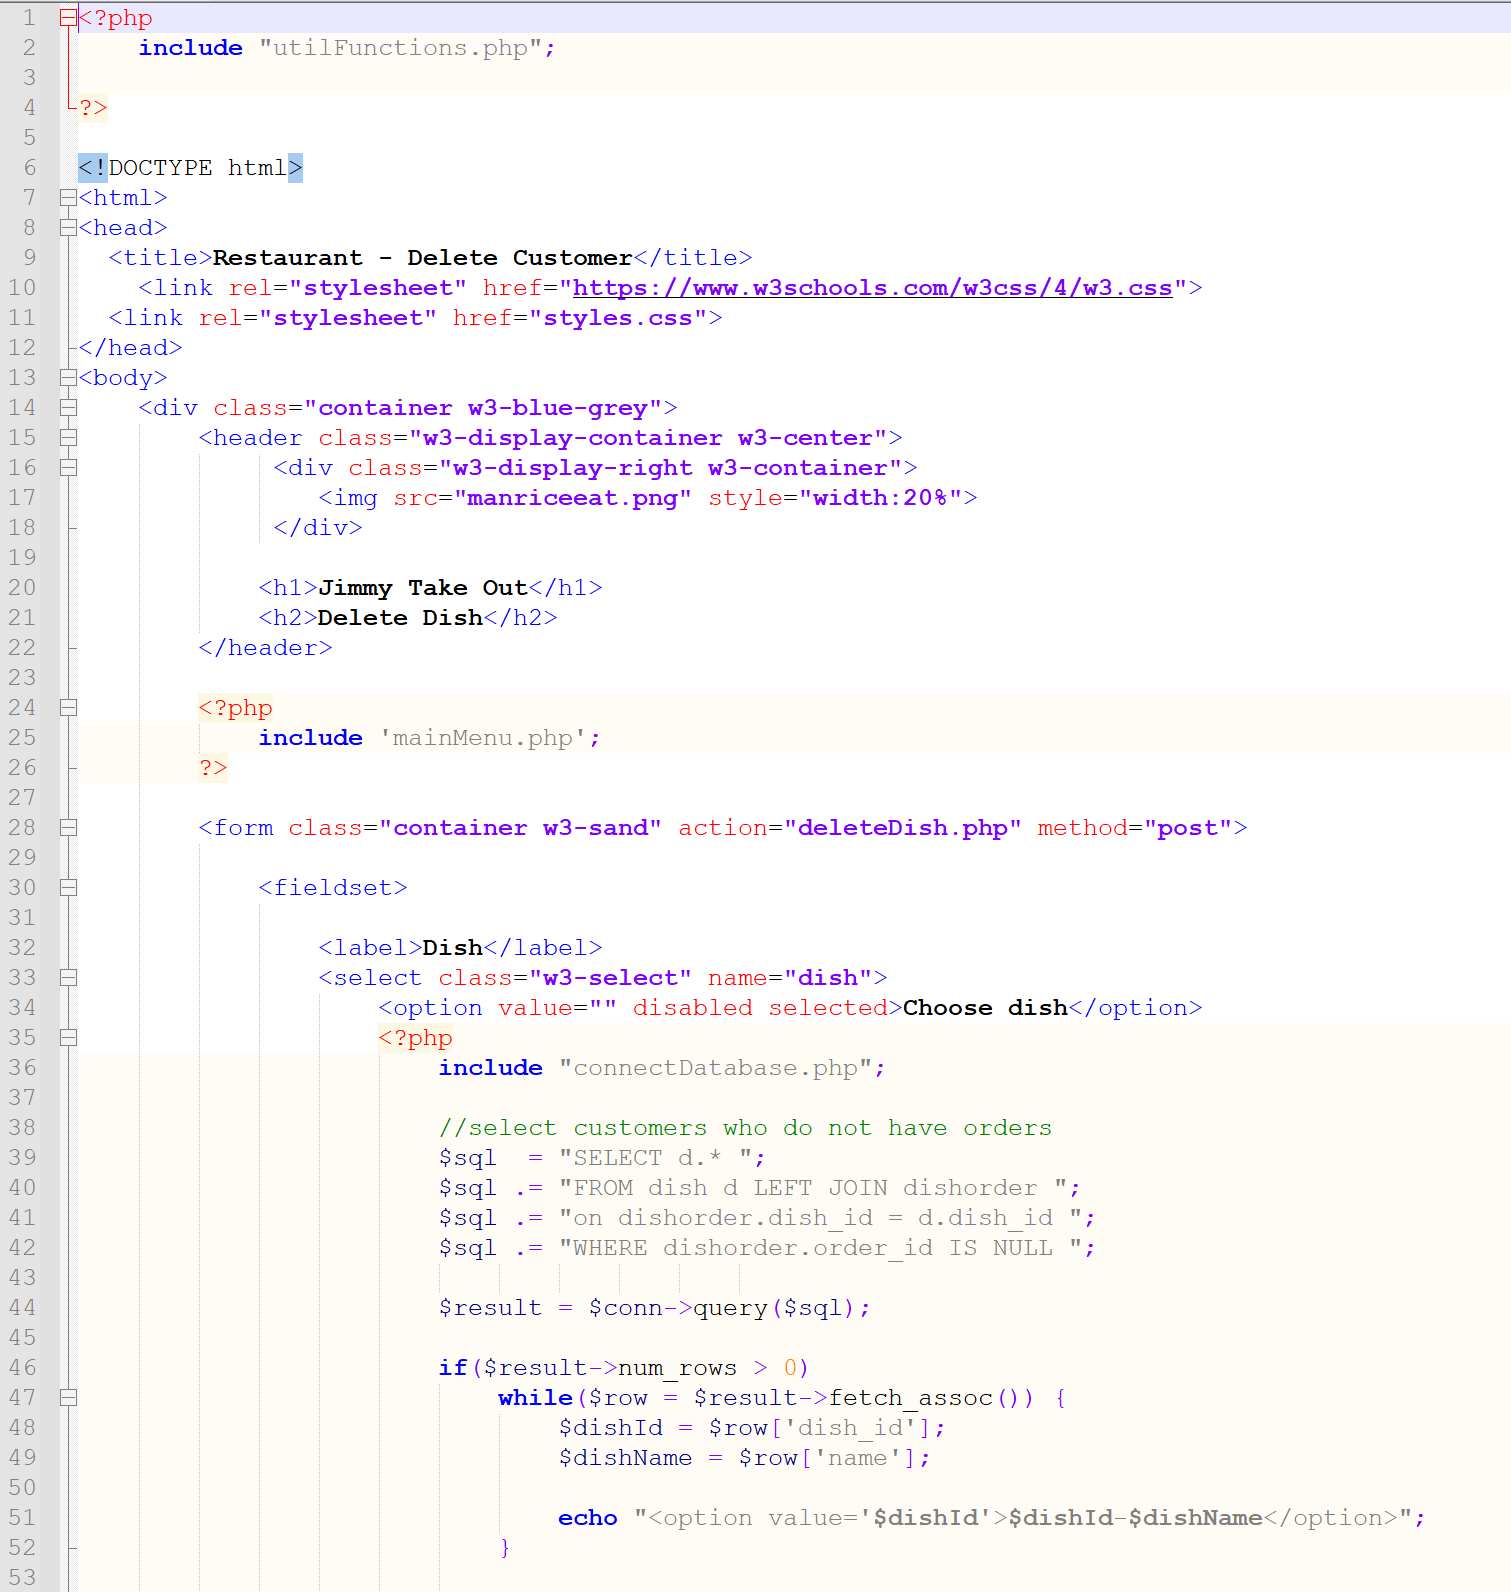 1 <?php
2 include "utilFunctions.php";
3
4 ?>
5
6 <!DOCTYPE html>
7 <html>
8 <head>
9 <title>Restaurant - Delete Customer</title>
10 <link rel="stylesheet" href="https://www.w3schools.com/w3css/4/w3.css">
11 <link rel="stylesheet" href="styles.css">
12 </head>
13 <body>
14 <div class="container w3-blue-grey">
15 <header class="w3-display-container w3-center">
16 <div class="w3-display-right w3-container">
17 <img src="manriceeat.png" style="width:20%">
18 </div>
19
20 <h1>Jimmy Take Out</h1>
21 <h2>Delete Dish</h2>
22 </header>
23
24 <?php
25 include 'mainMenu.php';
26 ?>
27
28 <form class="container w3-sand" action="deleteDish.php" method="post">
29
30 <fieldset>
31
32 <label>Dish</label>
33 <select class="w3-select" name="dish">
34 <option value="" disabled selected>Choose dish</option>
35 <?php
36 include "connectDatabase.php";
37
38 //select customers who do not have orders
39 $sql  = "SELECT d.* ";
40 $sql .= "FROM dish d LEFT JOIN dishorder ";
41 $sql .= "on dishorder.dish_id = d.dish_id ";
42 $sql .= "WHERE dishorder.order_id IS NULL ";
43
44 $result = $conn->query($sql);
45
46 if($result->num_rows > 0)
47 while($row = $result->fetch_assoc()) {
48 $dishId = $row['dish_id'];
49 $dishName = $row['name'];
50
51 echo "<option value='$dishId'>$dishId-$dishName</option>";
52 }
53